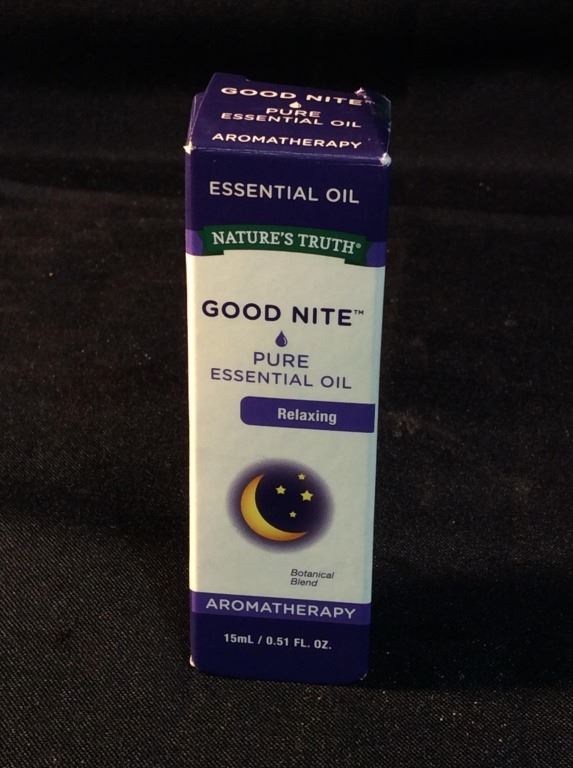 GOOD NITE™
PURE
ESSENTIAL OIL
AROMATHERAPY
ESSENTIAL OIL
NATURE'S TRUTH®
GOOD NITE™
PURE
ESSENTIAL OIL
Relaxing
Botanical
Blend
AROMATHERAPY
15mL / 0.51 FL. OZ.